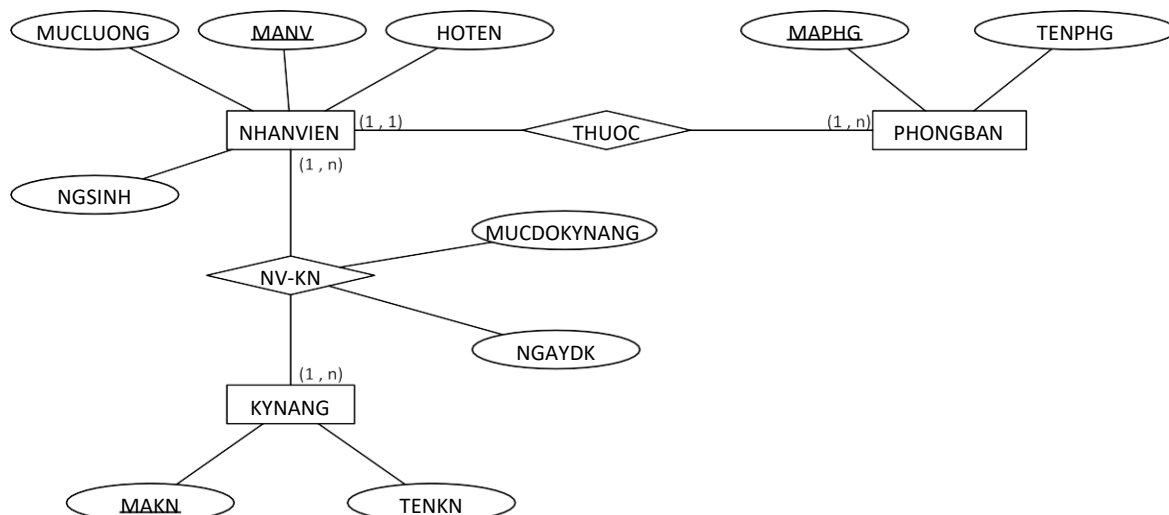 MUCLUONG
MANV
HOTEN
MAPHG
TENPHG
NHANVIEN
(1 , 1)
THUOC
(1 , n)
PHONGBAN
(1 , n)
NGSINH
MUCDOKYNANG
NV-KN
NGAYDK
(1 , n)
KYNANG
MAKN
TENKN